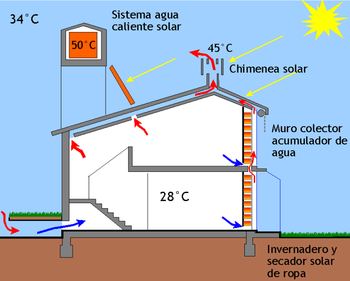 34°C
Sistema agua
caliente solar
50°C
45°C
Chimenea solar
Muro colector
acumulador de
agua
28°C
Invernadero y
secador solar
de ropa